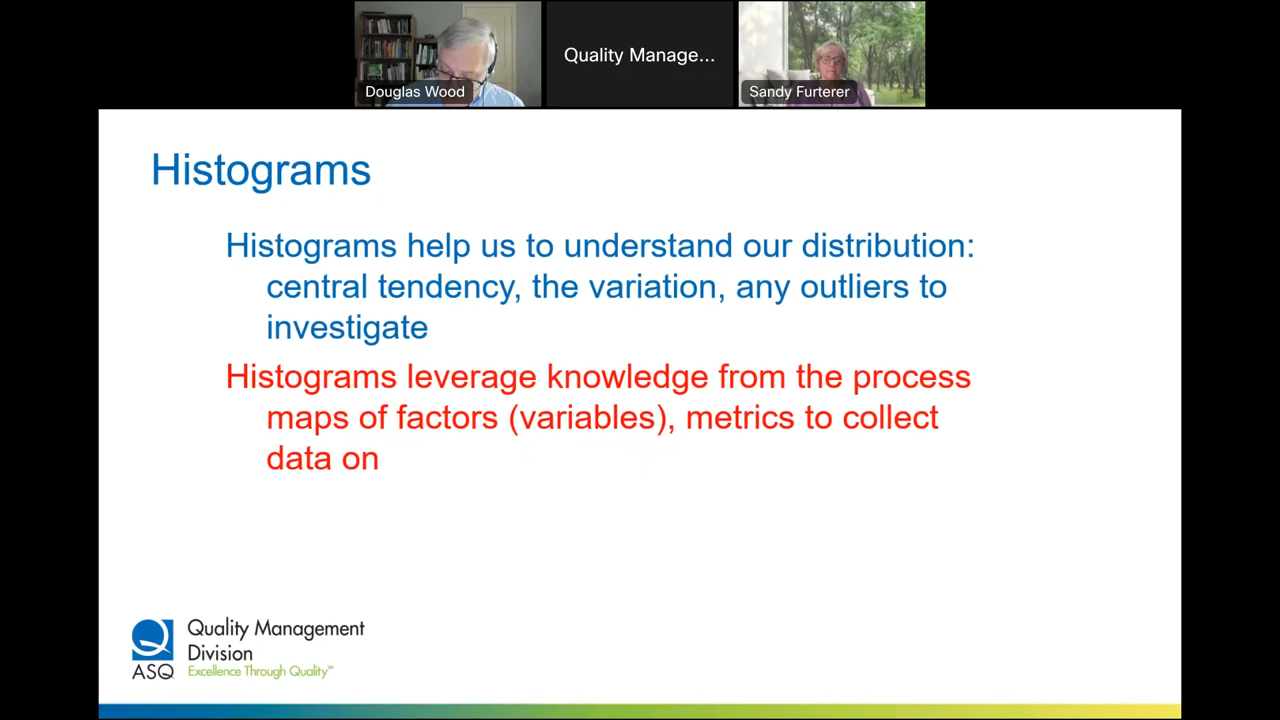 Douglas Wood
Quality Manage...
Sandy Furterer
Histograms
Histograms help us to understand our distribution:
central tendency, the variation, any outliers to
investigate
Histograms leverage knowledge from the process
maps of factors (variables), metrics to collect
data on
Quality Management
Division
ASQ Excellence Through Quality™